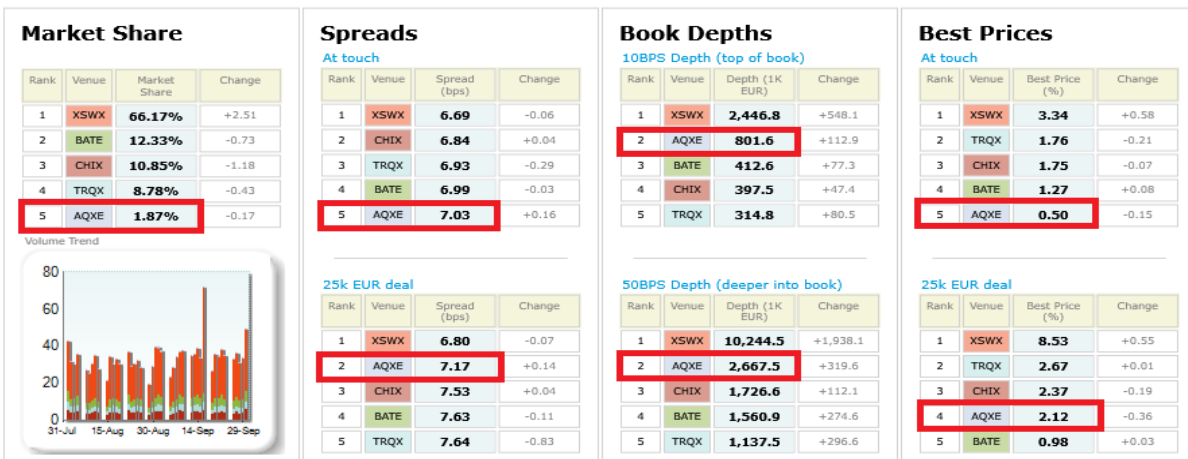 Market Share
Rank Venue Market Share Change
1 XSWX 66.17% +2.51
2 BATE 12.33% -0.73
3 CHIX 10.85% -1.18
4 TRQX 8.78% -0.43
5 AQXE 1.87% -0.17
Volume Trend
80
60
40
20
0
31-Jul 15-Aug 30-Aug 14-Sep 29-Sep
Spreads
At touch
Rank Venue Spread (bps) Change
1 XSWX 6.69 -0.06
2 CHIX 6.84 +0.04
3 TRQX 6.93 -0.29
4 BATE 6.99 -0.03
5 AQXE 7.03 +0.16
25k EUR deal
Rank Venue Spread (bps) Change
1 XSWX 6.80 -0.07
2 AQXE 7.17 +0.14
3 CHIX 7.53 +0.04
4 BATE 7.63 -0.11
5 TRQX 7.64 -0.83
Book Depths
10BPS Depth (top of book)
Rank Venue Depth (1K EUR) Change
1 XSWX 2,446.8 +548.1
2 AQXE 801.6 +112.9
3 BATE 412.6 +77.3
4 CHIX 397.5 +47.4
5 TRQX 314.8 +80.5
50BPS Depth (deeper into book)
Rank Venue Depth (1K EUR) Change
1 XSWX 10,244.5 +1,938.1
2 AQXE 2,667.5 +319.6
3 CHIX 1,726.6 +112.1
4 BATE 1,560.9 +274.6
5 TRQX 1,137.5 +296.6
Best Prices
At touch
Rank Venue Best Price (%) Change
1 XSWX 3.34 +0.58
2 TRQX 1.76 -0.21
3 CHIX 1.75 -0.07
4 BATE 1.27 +0.08
5 AQXE 0.50 -0.15
25k EUR deal
Rank Venue Best Price (%) Change
1 XSWX 8.53 +0.55
2 TRQX 2.67 +0.01
3 CHIX 2.37 -0.19
4 AQXE 2.12 -0.36
5 BATE 0.98 +0.03